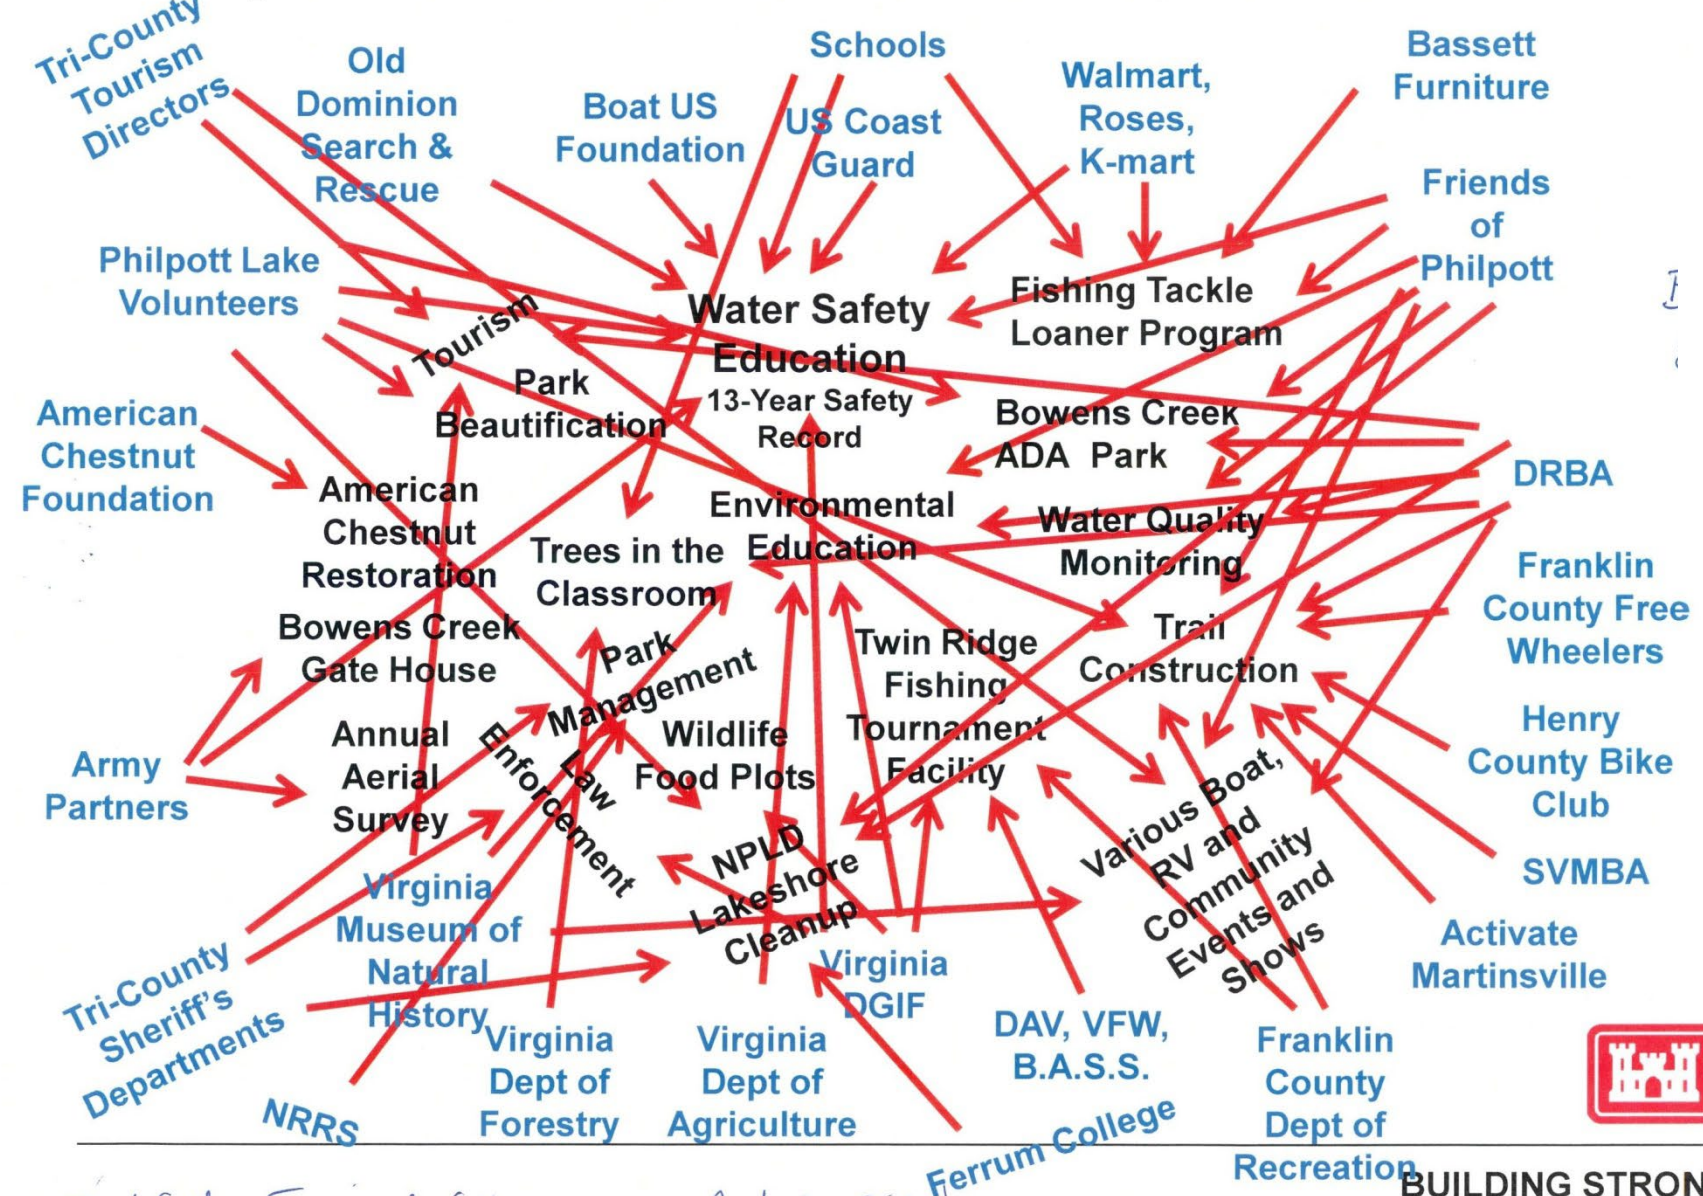 Tri-County
Tourism
Directors
Old
Dominion
Search &
Rescue
Boat US
Foundation
Schools
US Coast
Guard
Walmart,
Roses,
K-mart
Bassett
Furniture
Friends
of
Philpott
Philpott Lake
Volunteers
Tourism
Water Safety
Education
13-Year Safety
Record
Fishing Tackle
Loaner Program
Park
Beautification
Bowens Creek
ADA Park
American
Chestnut
Foundation
American
Chestnut
Restoration
Environmental
Education
Water Quality
Monitoring
DRBA
Trees in the
Classroom
Franklin
County Free
Wheelers
Bowens Creek
Gate House
Park
Management
Twin Ridge
Fishing
Tournament
Facility
Trail
Construction
Army
Partners
Annual
Aerial
Survey
Law
Enforcement
Wildlife
Food Plots
Henry
County Bike
Club
NPLD
Lakeshore
Cleanup
Various Boat,
RV and
Community
Events and
Shows
SVMBA
Activate
Martinsville
Tri-County
Sheriff's
Departments
Virginia
Museum of
Natural
History
NRRS
Virginia
Dept of
Forestry
Virginia
Dept of
Agriculture
Virginia
DGIF
DAV, VFW,
B.A.S.S.
Ferrum College
Franklin
County
Dept of
Recreation
BUILDING STRON